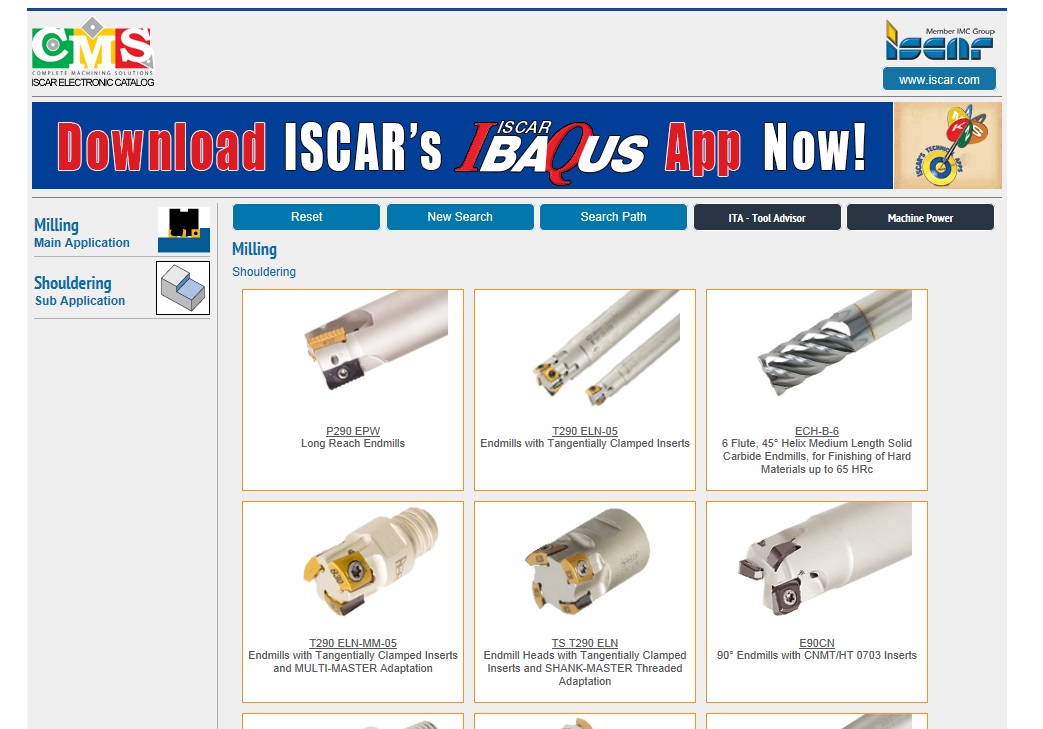 CMS
COMPLETE MACHINING SOLUTIONS
ISCAR ELECTRONIC CATALOG
Member IMC Group
iscar
www.iscar.com
Download ISCAR's ISCAR IBAQUS App Now!
ISCAR'S TECHNICAL APPS
Milling
Main Application
Shouldering
Sub Application
Reset
New Search
Search Path
ITA - Tool Advisor
Machine Power
Milling
Shouldering
P290 EPW
Long Reach Endmills
T290 ELN-05
Endmills with Tangentially Clamped Inserts
ECH-B-6
6 Flute, 45° Helix Medium Length Solid
Carbide Endmills, for Finishing of Hard
Materials up to 65 HRc
T290 ELN-MM-05
Endmills with Tangentially Clamped Inserts
and MULTI-MASTER Adaptation
TS T290 ELN
Endmill Heads with Tangentially Clamped
Inserts and SHANK-MASTER Threaded
Adaptation
E90CN
90° Endmills with CNMT/HT 0703 Inserts